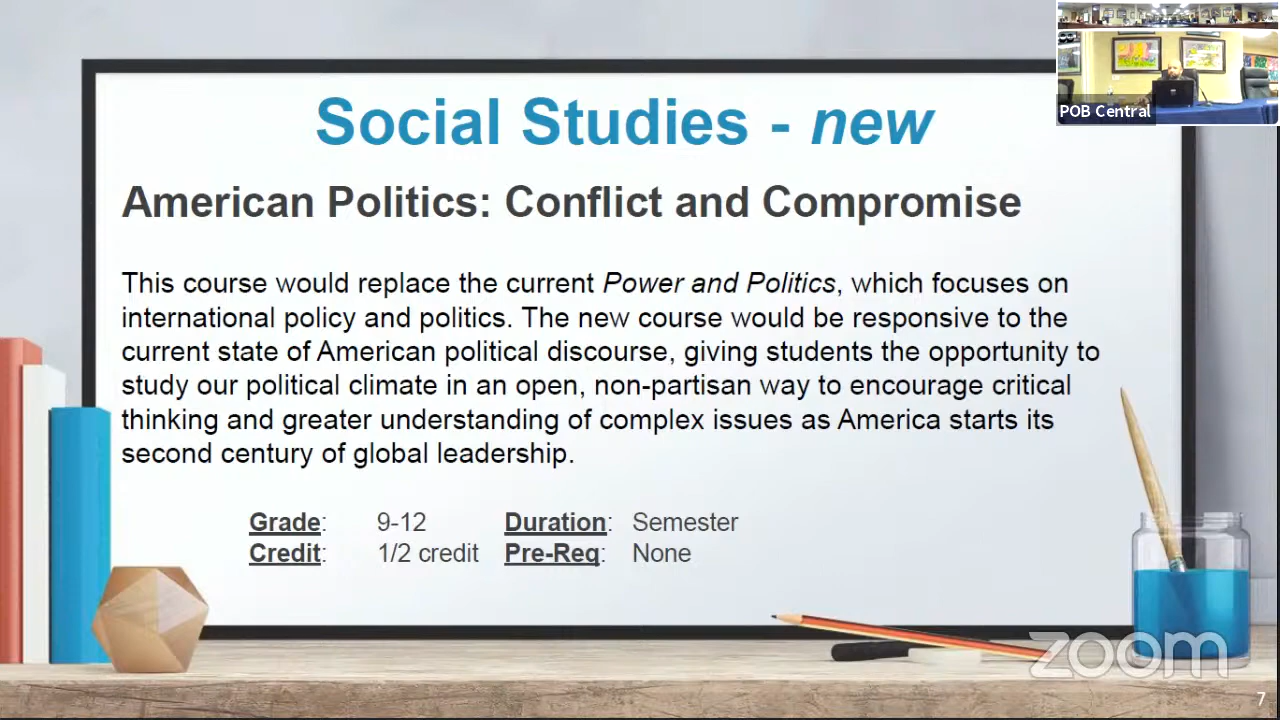 Social Studies - new
POB Central
American Politics: Conflict and Compromise
This course would replace the current Power and Politics, which focuses on
international policy and politics. The new course would be responsive to the
current state of American political discourse, giving students the opportunity to
study our political climate in an open, non-partisan way to encourage critical
thinking and greater understanding of complex issues as America starts its
second century of global leadership.
Grade: 9-12 Duration: Semester
Credit: 1/2 credit Pre-Req: None
zoom
7